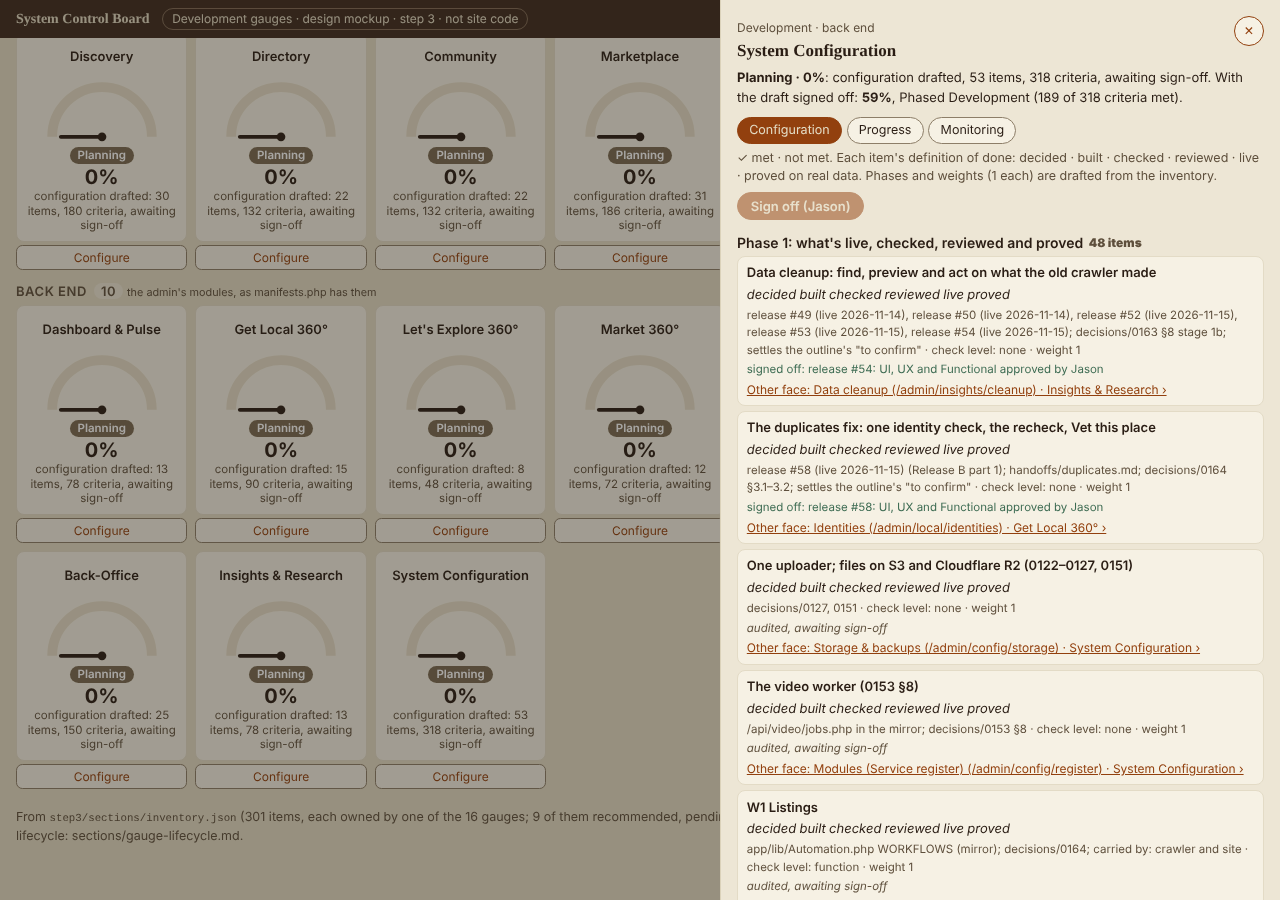 System Control Board
Development gauges · design mockup · step 3 · not site code
Discovery
Directory
Community
Marketplace
Planning
Planning
Planning
Planning
0%
0%
0%
0%
configuration drafted: 30 items, 180 criteria, awaiting sign-off
configuration drafted: 22 items, 132 criteria, awaiting sign-off
configuration drafted: 22 items, 132 criteria, awaiting sign-off
configuration drafted: 31 items, 186 criteria, awaiting sign-off
Configure
Configure
Configure
Configure
BACK END 10 the admin's modules, as manifests.php has them
Dashboard & Pulse
Get Local 360°
Let's Explore 360°
Market 360°
Planning
Planning
Planning
Planning
0%
0%
0%
0%
configuration drafted: 13 items, 78 criteria, awaiting sign-off
configuration drafted: 15 items, 90 criteria, awaiting sign-off
configuration drafted: 8 items, 48 criteria, awaiting sign-off
configuration drafted: 12 items, 72 criteria, awaiting sign-off
Configure
Configure
Configure
Configure
Back-Office
Insights & Research
System Configuration
Planning
Planning
Planning
0%
0%
0%
configuration drafted: 25 items, 150 criteria, awaiting sign-off
configuration drafted: 13 items, 78 criteria, awaiting sign-off
configuration drafted: 53 items, 318 criteria, awaiting sign-off
Configure
Configure
Configure
From step3/sections/inventory.json (301 items, each owned by one of the 16 gauges; 9 of them recommended,
lifecycle: sections/gauge-lifecycle.md.
Development · back end
×
System Configuration
Planning · 0%: configuration drafted, 53 items, 318 criteria, awaiting sign-off. With
the draft signed off: 59%, Phased Development (189 of 318 criteria met).
Configuration
Progress
Monitoring
✓ met · not met. Each item's definition of done: decided · built · checked · reviewed · live
· proved on real data. Phases and weights (1 each) are drafted from the inventory.
Sign off (Jason)
Phase 1: what's live, checked, reviewed and proved 48 items
Data cleanup: find, preview and act on what the old crawler made
decided built checked reviewed live proved
release #49 (live 2026-11-14), release #50 (live 2026-11-14), release #52 (live 2026-11-15),
release #53 (live 2026-11-15), release #54 (live 2026-11-15); decisions/0163 §8 stage 1b;
settles the outline's "to confirm" · check level: none · weight 1
signed off: release #54: UI, UX and Functional approved by Jason
Other face: Data cleanup (/admin/insights/cleanup) · Insights & Research ›
The duplicates fix: one identity check, the recheck, Vet this place
decided built checked reviewed live proved
release #58 (live 2026-11-15) (Release B part 1); handoffs/duplicates.md; decisions/0164
§3.1–3.2; settles the outline's "to confirm" · check level: none · weight 1
signed off: release #58: UI, UX and Functional approved by Jason
Other face: Identities (/admin/local/identities) · Get Local 360° ›
One uploader; files on S3 and Cloudflare R2 (0122–0127, 0151)
decided built checked reviewed live proved
decisions/0127, 0151 · check level: none · weight 1
audited, awaiting sign-off
Other face: Storage & backups (/admin/config/storage) · System Configuration ›
The video worker (0153 §8)
decided built checked reviewed live proved
/api/video/jobs.php in the mirror; decisions/0153 §8 · check level: none · weight 1
audited, awaiting sign-off
Other face: Modules (Service register) (/admin/config/register) · System Configuration ›
W1 Listings
decided built checked reviewed live proved
app/lib/Automation.php WORKFLOWS (mirror); decisions/0164; carried by: crawler and site ·
check level: function · weight 1
audited, awaiting sign-off